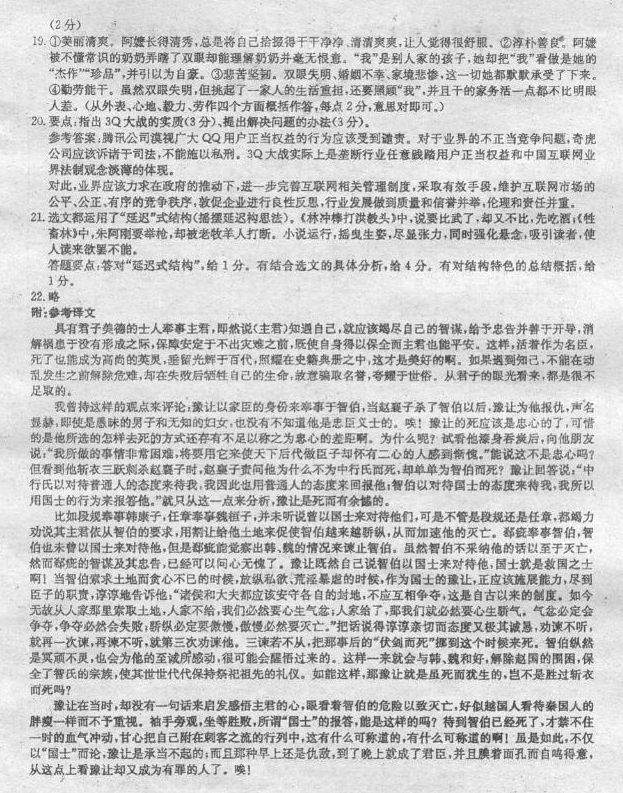 (2分)
19.①美丽清爽。阿嬷长得清秀,总是将自己拾掇得干干净净、清清爽爽,让人觉得很舒服。②淳朴善良。阿嬷
被不懂常识的奶奶弄瞎了双眼却能理解奶奶并毫无恨意。“我”是别人家的孩子,她却把“我”看做是她的
“杰作”“珍品”,并引以为自豪。③悲苦坚韧。双眼失明、婚姻不幸、家境悲惨,这一切她都默默承受了下来。
④勤劳能干。虽然双眼失明,但挑起了一家人的生活重担,还要照顾“我”,并且干的家务活一点都不比明眼
人差。(从外表、心地、毅力、劳作四个方面概括作答,每点2分,意思对即可。)
20.要点:指出3Q大战的实质(3分)、提出解决问题的办法(3分)。
参考答案:腾讯公司漠视广大QQ用户正当权益的行为应该受到谴责。对于业界的不正当竞争问题,奇虎
公司应该诉诸于司法,不能施以私刑。3Q大战实际上是垄断行业任意践踏用户正当权益和中国互联网业
界法制观念淡薄的体现。
对此,业界应该力求在政府的推动下,进一步完善互联网相关管理制度,采取有效手段,维护互联网市场的
公平、公正、有序的竞争秩序,敦促企业进行良性反思,行业发展做到质量和信誉并举,伦理和责任并重。
21.选文都运用了“延迟”式结构(摇摆延迟构思法)。《林冲棒打洪教头》中,说要比武了,却又不比,先吃酒;《牲
畜林》中,朱阿刚要举枪,却被老牧羊人打断。小说运行,摇曳生姿,尽显张力,同时强化悬念,吸引读者,使
人读来欲罢不能。
答题要点:答对“延迟式结构”,给1分。有结合选文的具体分析,给4分。有对结构特色的总结概括,给
1分。
22.略
附:参考译文
具有君子美德的士人奉事主君,即然说(主君)知遇自己,就应该竭尽自己的智谋,给予忠告并善于开导,消
解祸患于没有形成之际,保障安定于不出灾难之前,既使自身得以保全而主君也能平安。这样,活着作为名臣,
死了也能成为高尚的英灵,垂留光辉于百代,照耀在史籍典册之中,这才是美好的啊。如果遇到知己,不能在动
乱发生之前解除危难,却在失败后牺牲自己的生命,故意骗取名誉,夸耀于世俗。从君子的眼光看来,都是很不
足取的。
我曾持这样的观点来评论:豫让以家臣的身份来奉事于智伯,当赵襄子杀了智伯以后,豫让为他报仇,声名
显赫,即使是愚昧的男子和无知的妇女,也没有不知道他是忠臣义士的。唉!豫让的死应该是忠心的了,可惜
的是他所选的怎样去死的方式还存有不足以称之为忠心的差距啊。为什么呢?试看他漆身吞炭后,向他朋友
说:“我所做的事情非常困难,将要用它来使天下后代做臣子却怀有二心的人感到惭愧。”能说这不是忠心吗?
但看到他斩衣三跃刺杀赵襄子时,赵襄子责问他为什么不为中行氏而死,却单单为智伯而死?豫让回答说:“中
行氏以对待普通人的态度来待我,我因此也用普通人的态度来回报他;智伯以对待国士的态度来待我,我所以
用国士的行为来报答他。”就只从这一点来分析,豫让是死而有余憾的。
比如段规奉事韩康子,任章奉事魏桓子,并未听说曾以国士来对待他们,可是不管是段规还是任章,都竭力
劝说其主君依从智伯的要求,用割让给他土地来促使智伯越来越骄纵,从而加速他的灭亡。郄疵奉事智伯,智
伯也未曾以国士来对待他,但是郄疵能觉察出韩、魏的情况来谏止智伯。虽然智伯不采纳他的话以至于灭亡,
然而郄疵的智谋及其忠告,已经可以问心无愧了。豫让既然自己说智伯以国士来对待他,国士就是救国之士
啊!当智伯索求土地而贪心不已的时候,放纵私欲、荒淫暴虐的时候,作为国士的豫让,正应该施展能力,尽到
臣子的职责,谆谆地告诉他:“诸侯和大夫都应该安守各自的封地,不应互相争夺,这是自古以来的制度。如今
无故从人家那里索取土地,人家不给,我们必然要心生气忿;人家给了,那我们就必然要心生骄气。气忿必定会
争夺,争夺必然会失败;骄纵必定要傲慢,傲慢必然要灭亡。”把话说得谆谆亲切而态度又极其诚恳,劝谏不听,
就再一次谏,再谏不听,就第三次劝谏他。三谏若不从,把那事后的“伏剑而死”挪到这个时候来死。智伯纵然
是冥顽不灵,也会为他的至诚所感动,很可能会醒悟过来的。这样一来就会与韩、魏和好,解除赵国的围困,保
全了智氏的宗族,使其世世代代保持祭祀祖先的礼仪。如能这样,那豫让就是虽死而犹生的,岂不是胜过斩衣
而死吗?
豫让在当时,却没有一句话来启发感悟主君的心,眼看着智伯的危险以致灭亡,好似越国人看待秦国人的
胖瘦一样而不予重视。袖手旁观,坐等胜败,所谓“国士”的报答,能是这样的吗?待到智伯已经死了,才禁不住
一时的血气冲动,甘心把自己附在刺客之流的行列中,这有什么可称道的,有什么可称道的啊!虽是如此,不仅
以“国士”而论,豫让是承当不起的;而且那种早上还是仇敌,到了晚上就成了君臣,并且腆着面孔而自鸣得意,
从这点上看豫让却又成为有罪的人了。唉!